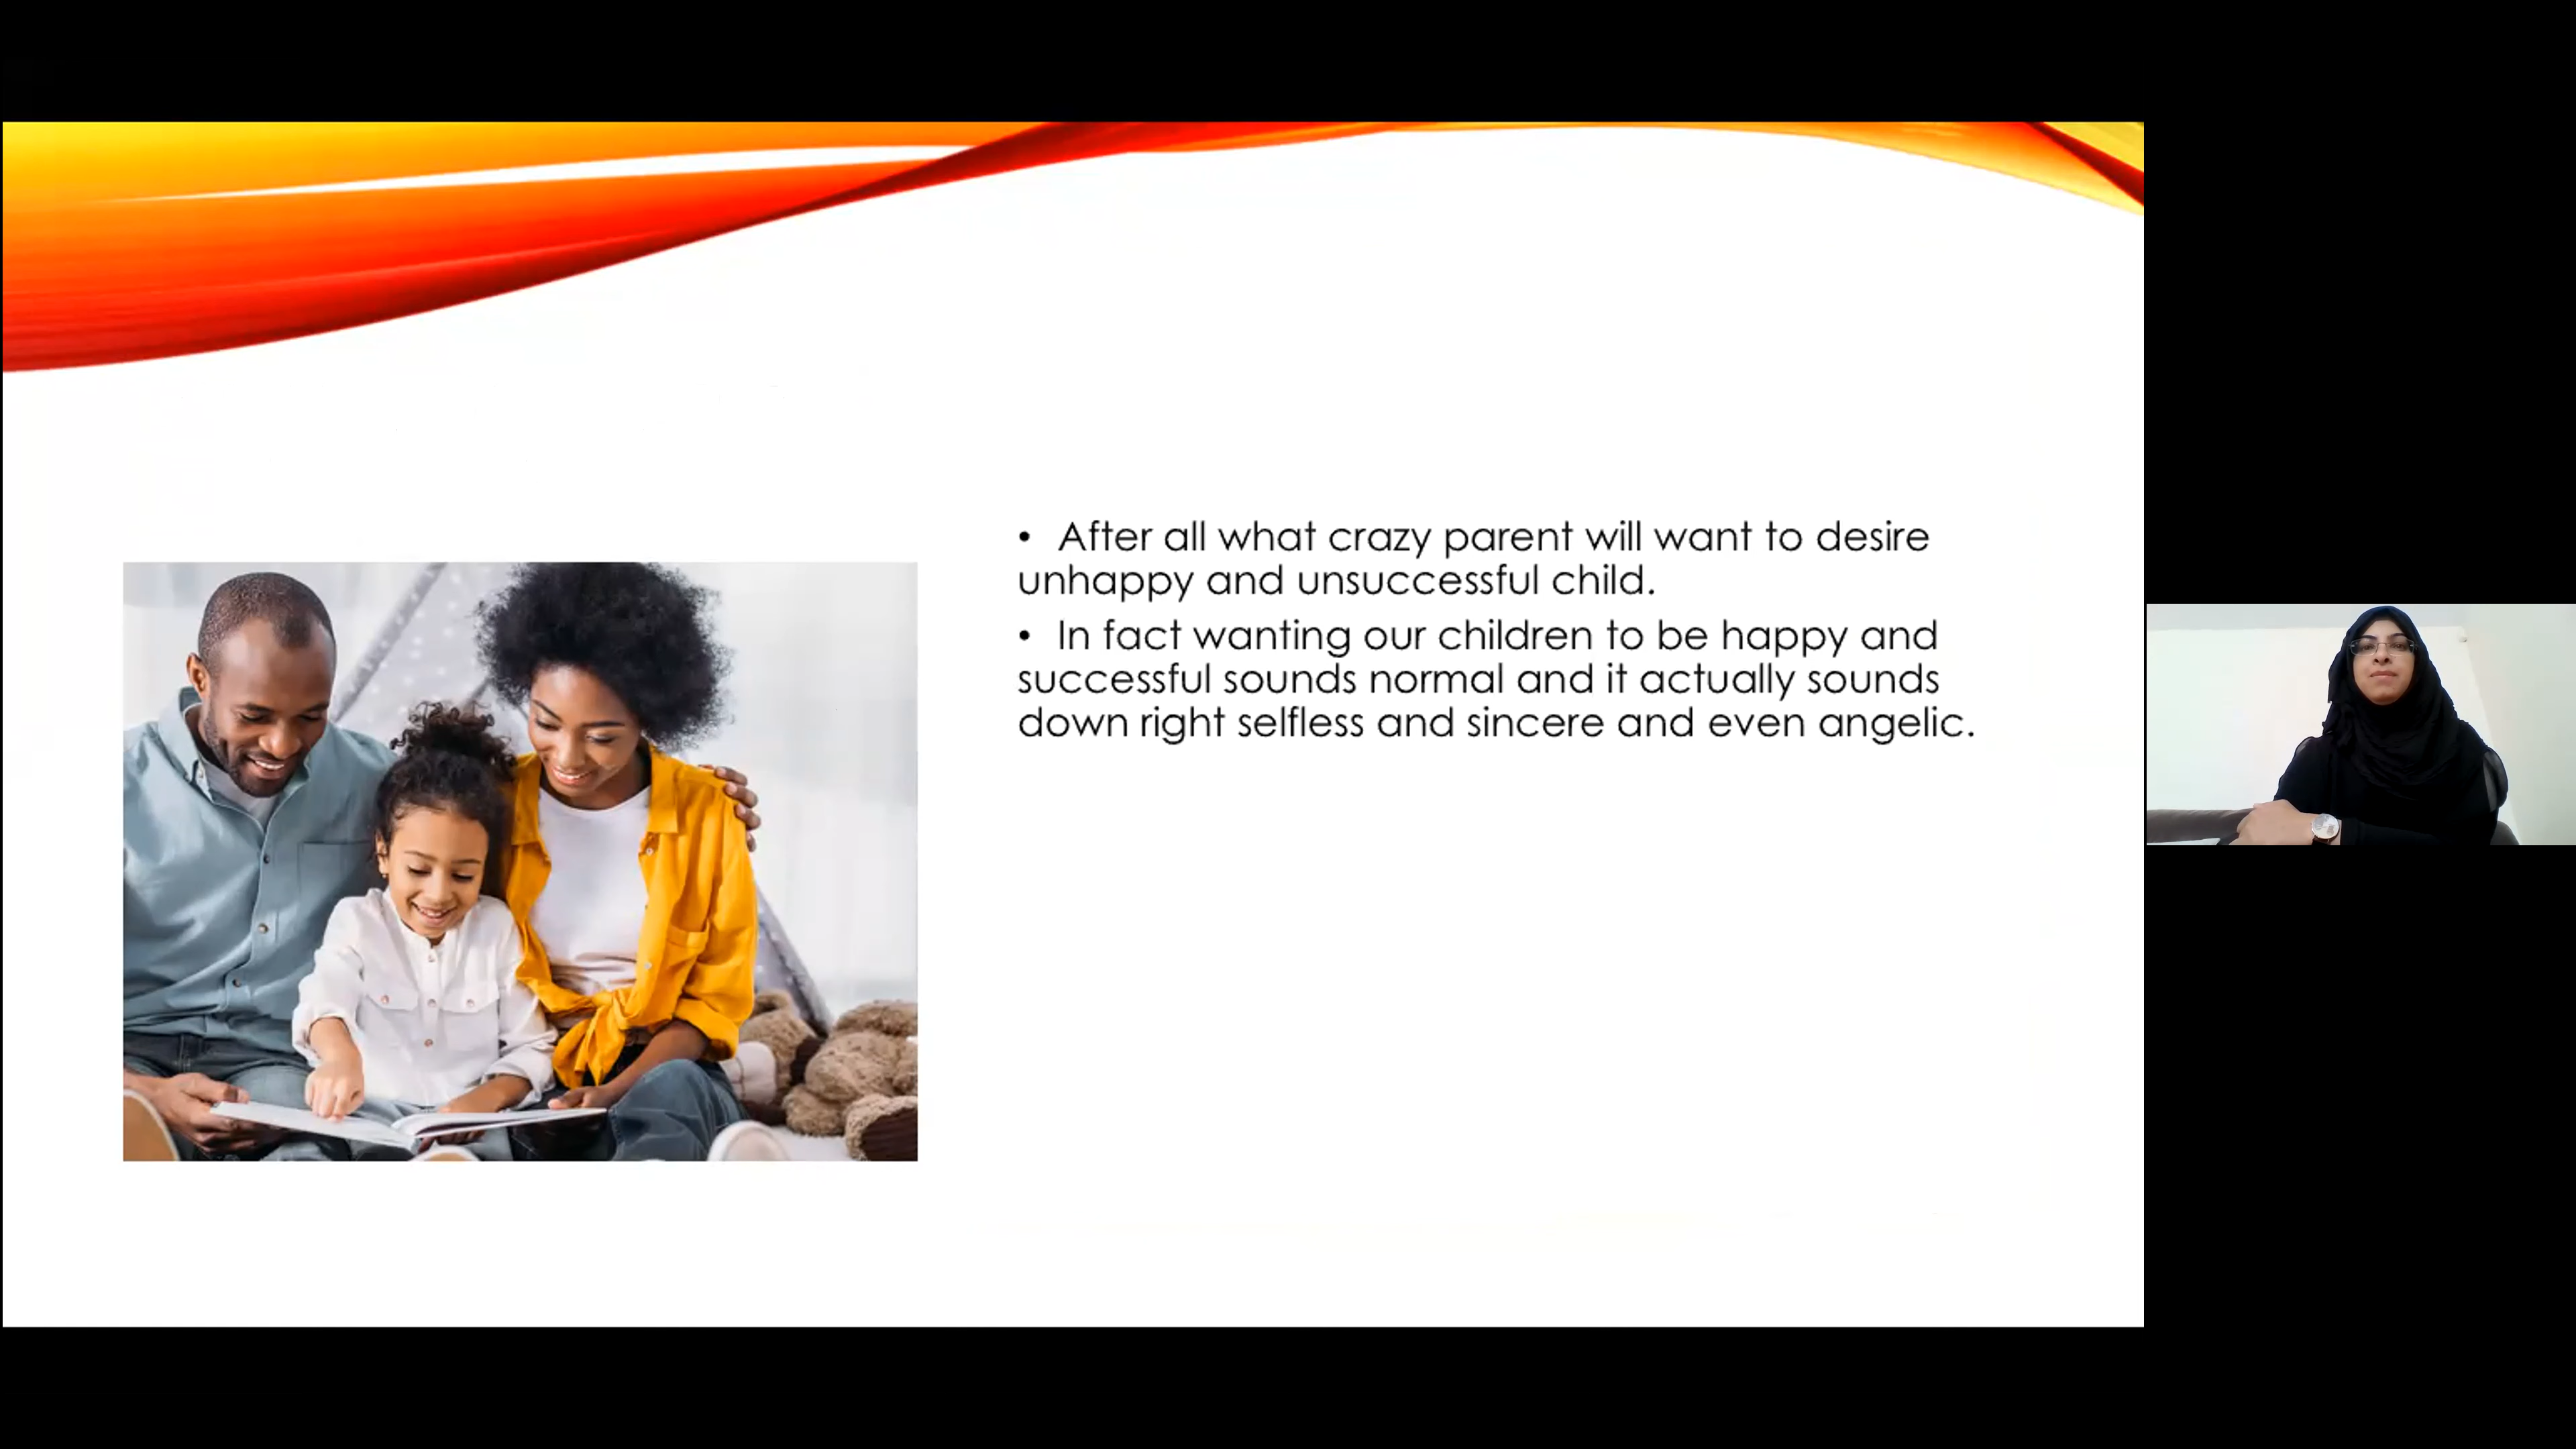 • After all what crazy parent will want to desire
unhappy and unsuccessful child.
• In fact wanting our children to be happy and
successful sounds normal and it actually sounds
down right selfless and sincere and even angelic.